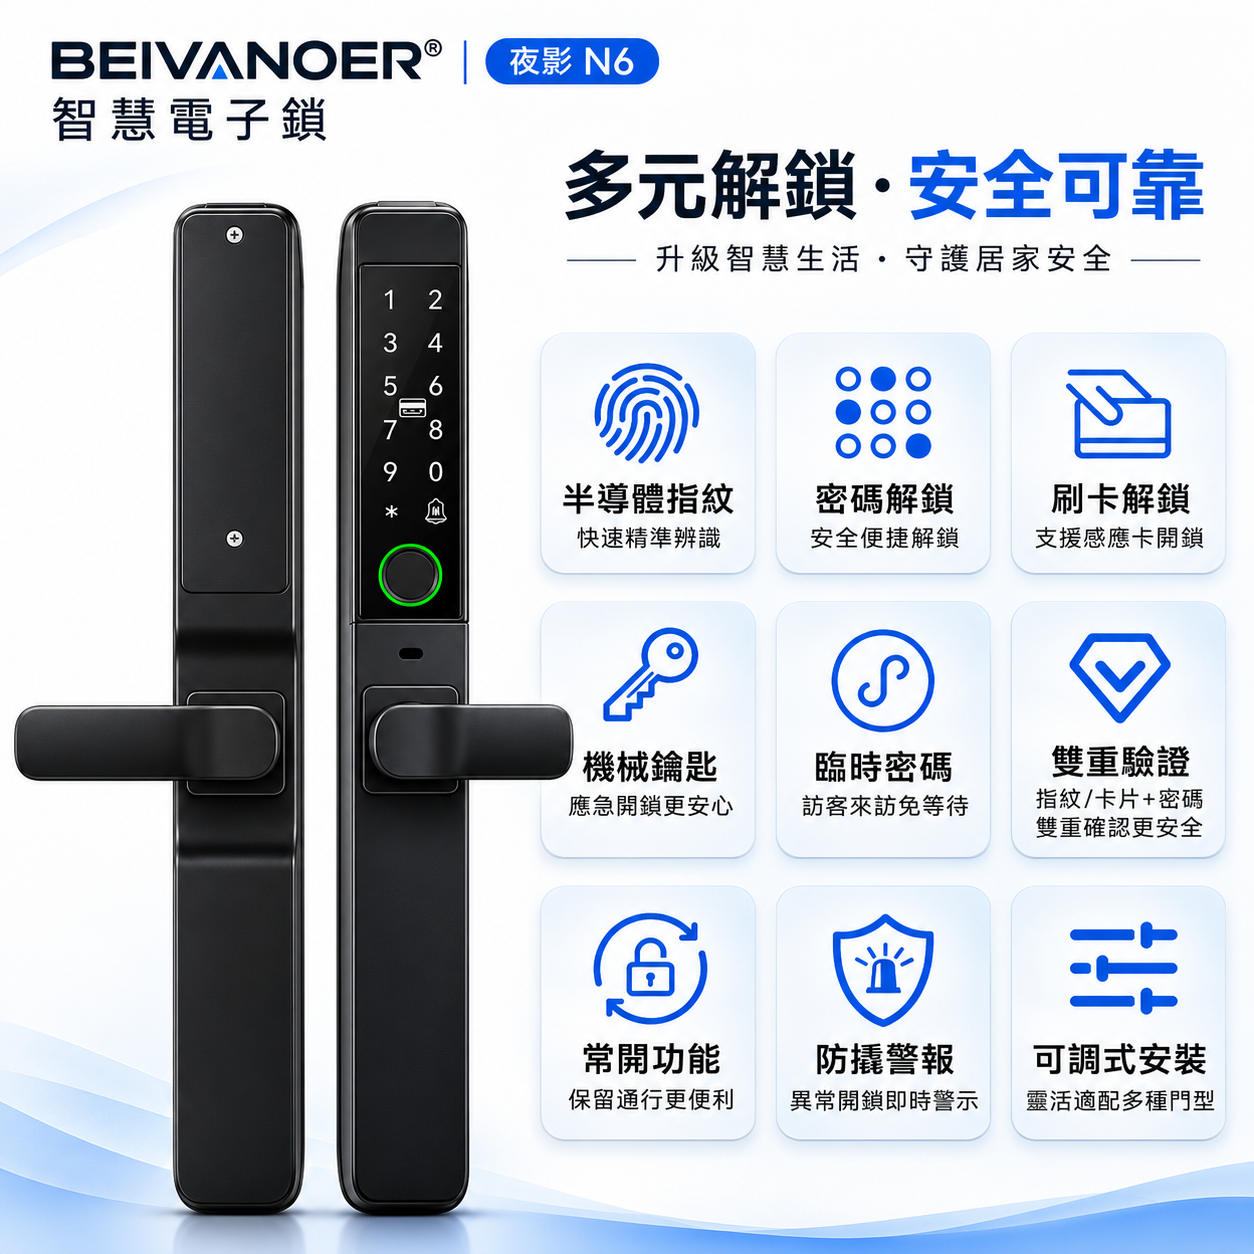 BEIVANOER® | 夜影 N6
智慧電子鎖
多元解鎖·安全可靠
升級智慧生活·守護居家安全
1 2
3 4
5 6
7 8
9 0
*
半導體指紋
快速精準辨識
密碼解鎖
安全便捷解鎖
刷卡解鎖
支援感應卡開鎖
機械鑰匙
應急開鎖更安心
臨時密碼
訪客來訪免等待
雙重驗證
指紋/卡片+密碼
雙重確認更安全
常開功能
保留通行更便利
防撬警報
異常開鎖即時警示
可調式安裝
靈活適配多種門型